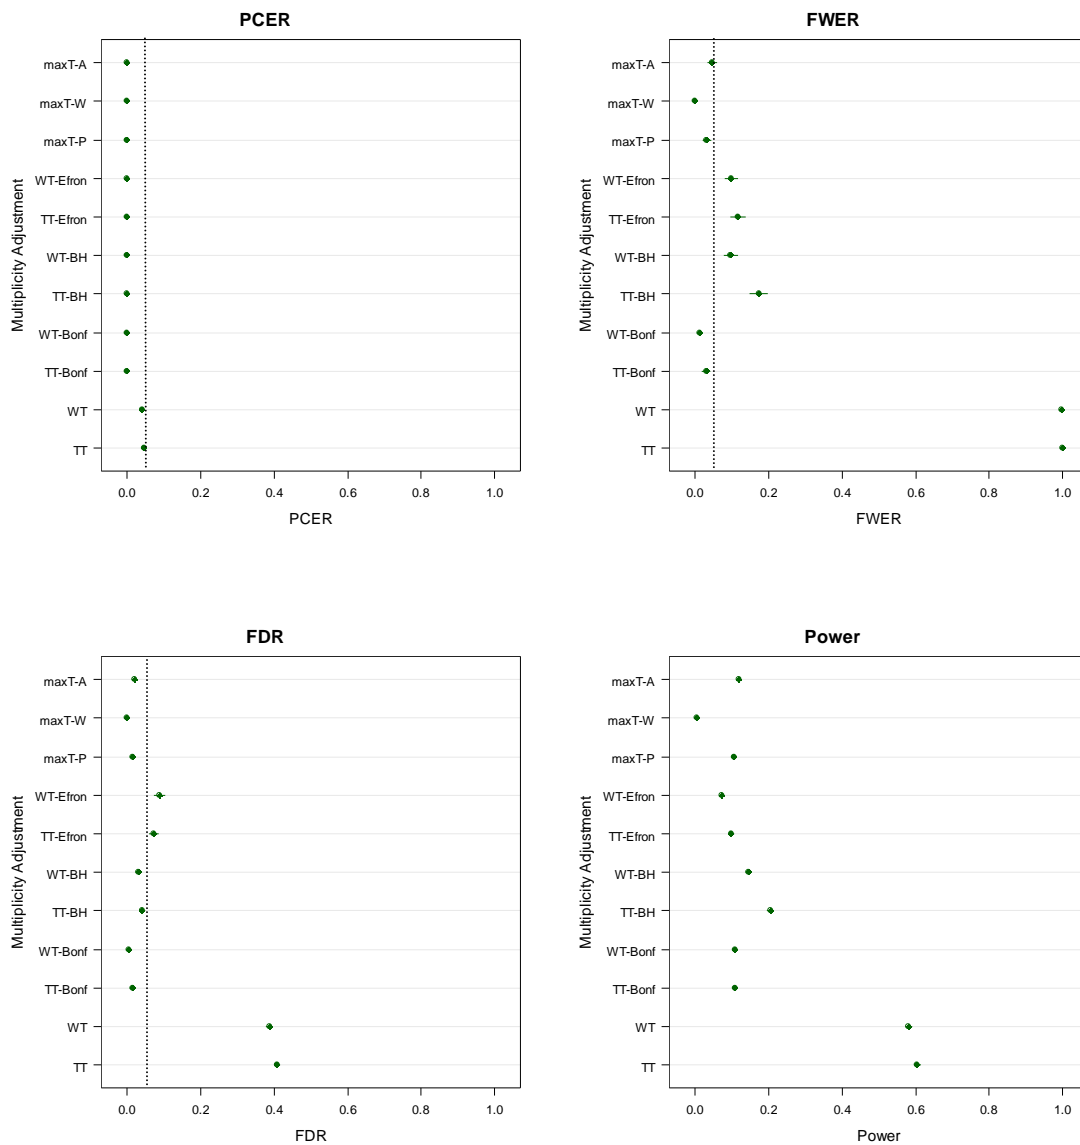 PCER
Multiplicity Adjustment
maxT-A
maxT-W
maxT-P
WT-Efron
TT-Efron
WT-BH
TT-BH
WT-Bonf
TT-Bonf
WT
TT
0.0 0.2 0.4 0.6 0.8 1.0
PCER
FWER
Multiplicity Adjustment
maxT-A
maxT-W
maxT-P
WT-Efron
TT-Efron
WT-BH
TT-BH
WT-Bonf
TT-Bonf
WT
TT
0.0 0.2 0.4 0.6 0.8 1.0
FWER
FDR
Multiplicity Adjustment
maxT-A
maxT-W
maxT-P
WT-Efron
TT-Efron
WT-BH
TT-BH
WT-Bonf
TT-Bonf
WT
TT
0.0 0.2 0.4 0.6 0.8 1.0
FDR
Power
Multiplicity Adjustment
maxT-A
maxT-W
maxT-P
WT-Efron
TT-Efron
WT-BH
TT-BH
WT-Bonf
TT-Bonf
WT
TT
0.0 0.2 0.4 0.6 0.8 1.0
Power